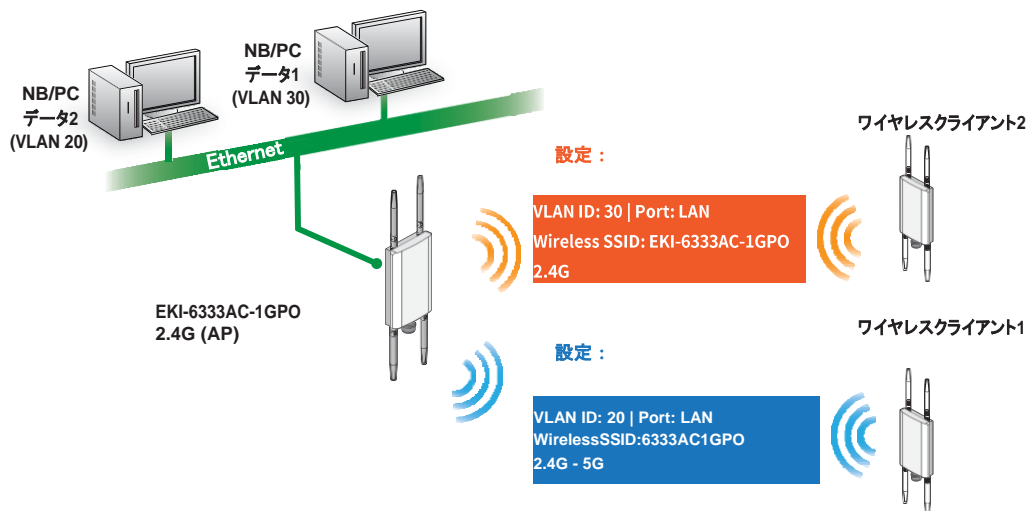 NB/PC
データ1
(VLAN 30)
NB/PC
データ2
(VLAN 20)
Ethernet
ワイヤレスクライアント2
設定：
VLAN ID: 30 | Port: LAN
Wireless SSID: EKI-6333AC-1GPO
2.4G
EKI-6333AC-1GPO
2.4G (AP)
ワイヤレスクライアント1
設定：
VLAN ID: 20 | Port: LAN
WirelessSSID:6333AC1GPO
2.4G - 5G